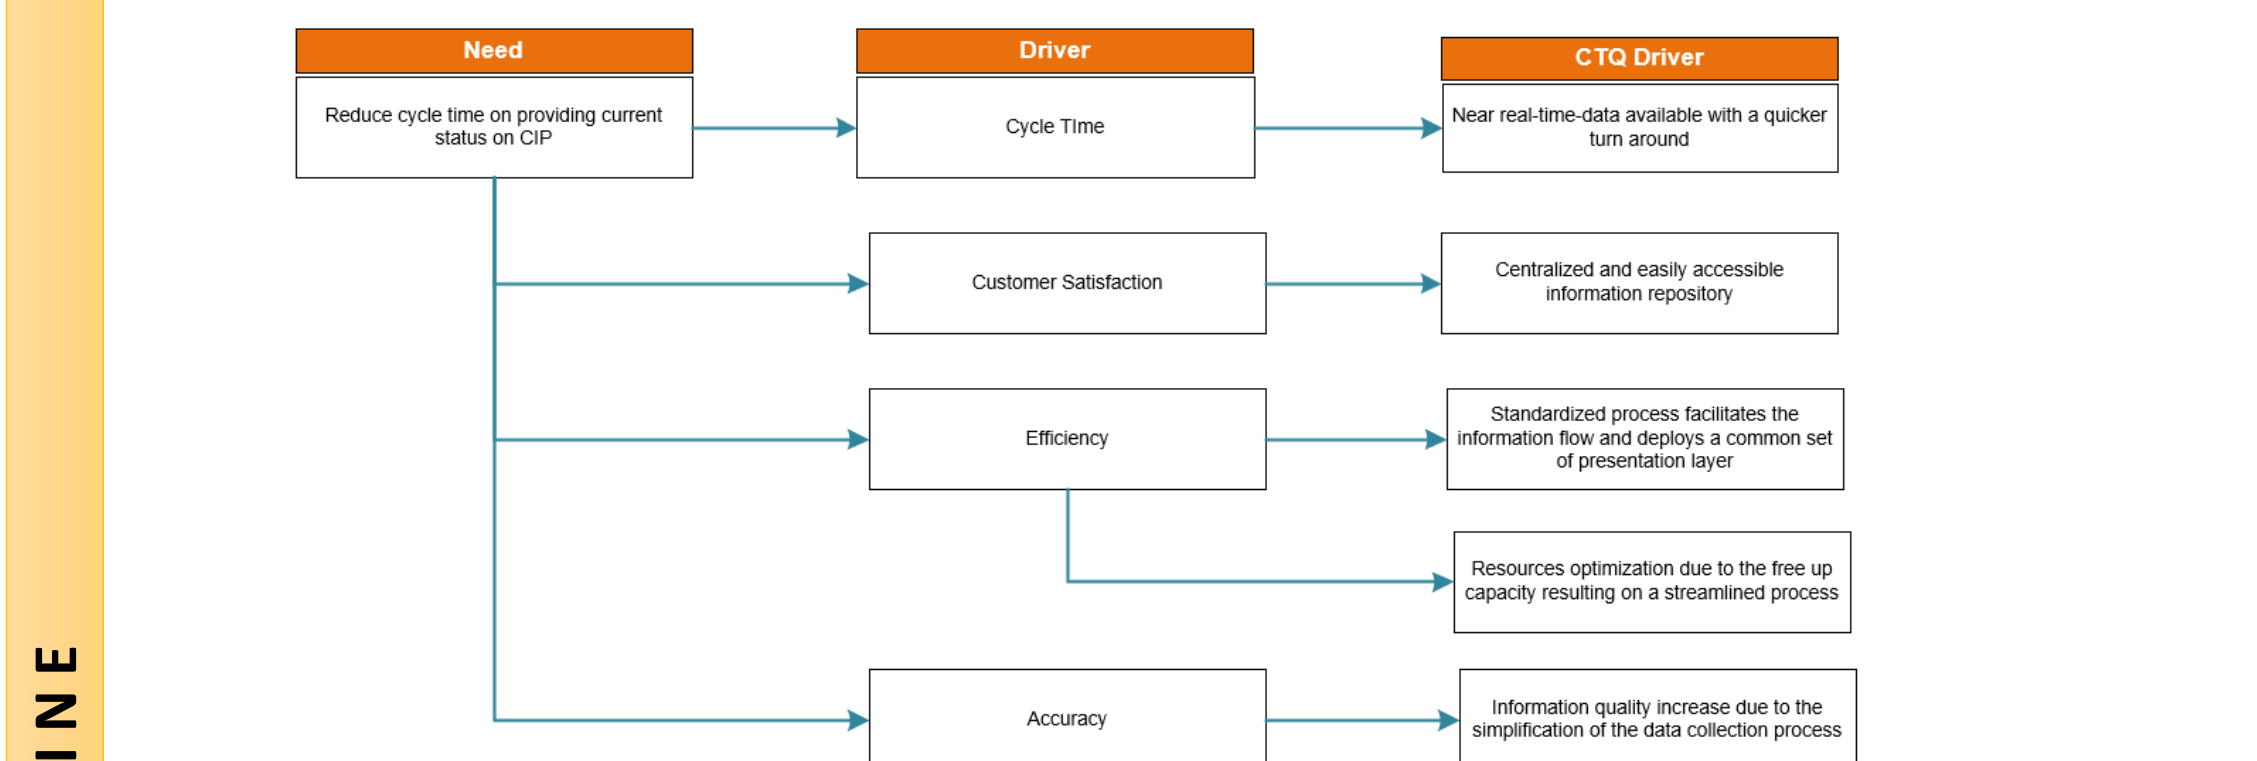 Need
Driver
CTQ Driver
Reduce cycle time on providing current
status on CIP
Cycle TIme
Near real-time-data available with a quicker
turn around
Customer Satisfaction
Centralized and easily accessible
information repository
Efficiency
Standardized process facilitates the
information flow and deploys a common set
of presentation layer
Resources optimization due to the free up
capacity resulting on a streamlined process
Accuracy
Information quality increase due to the
simplification of the data collection process
I N E